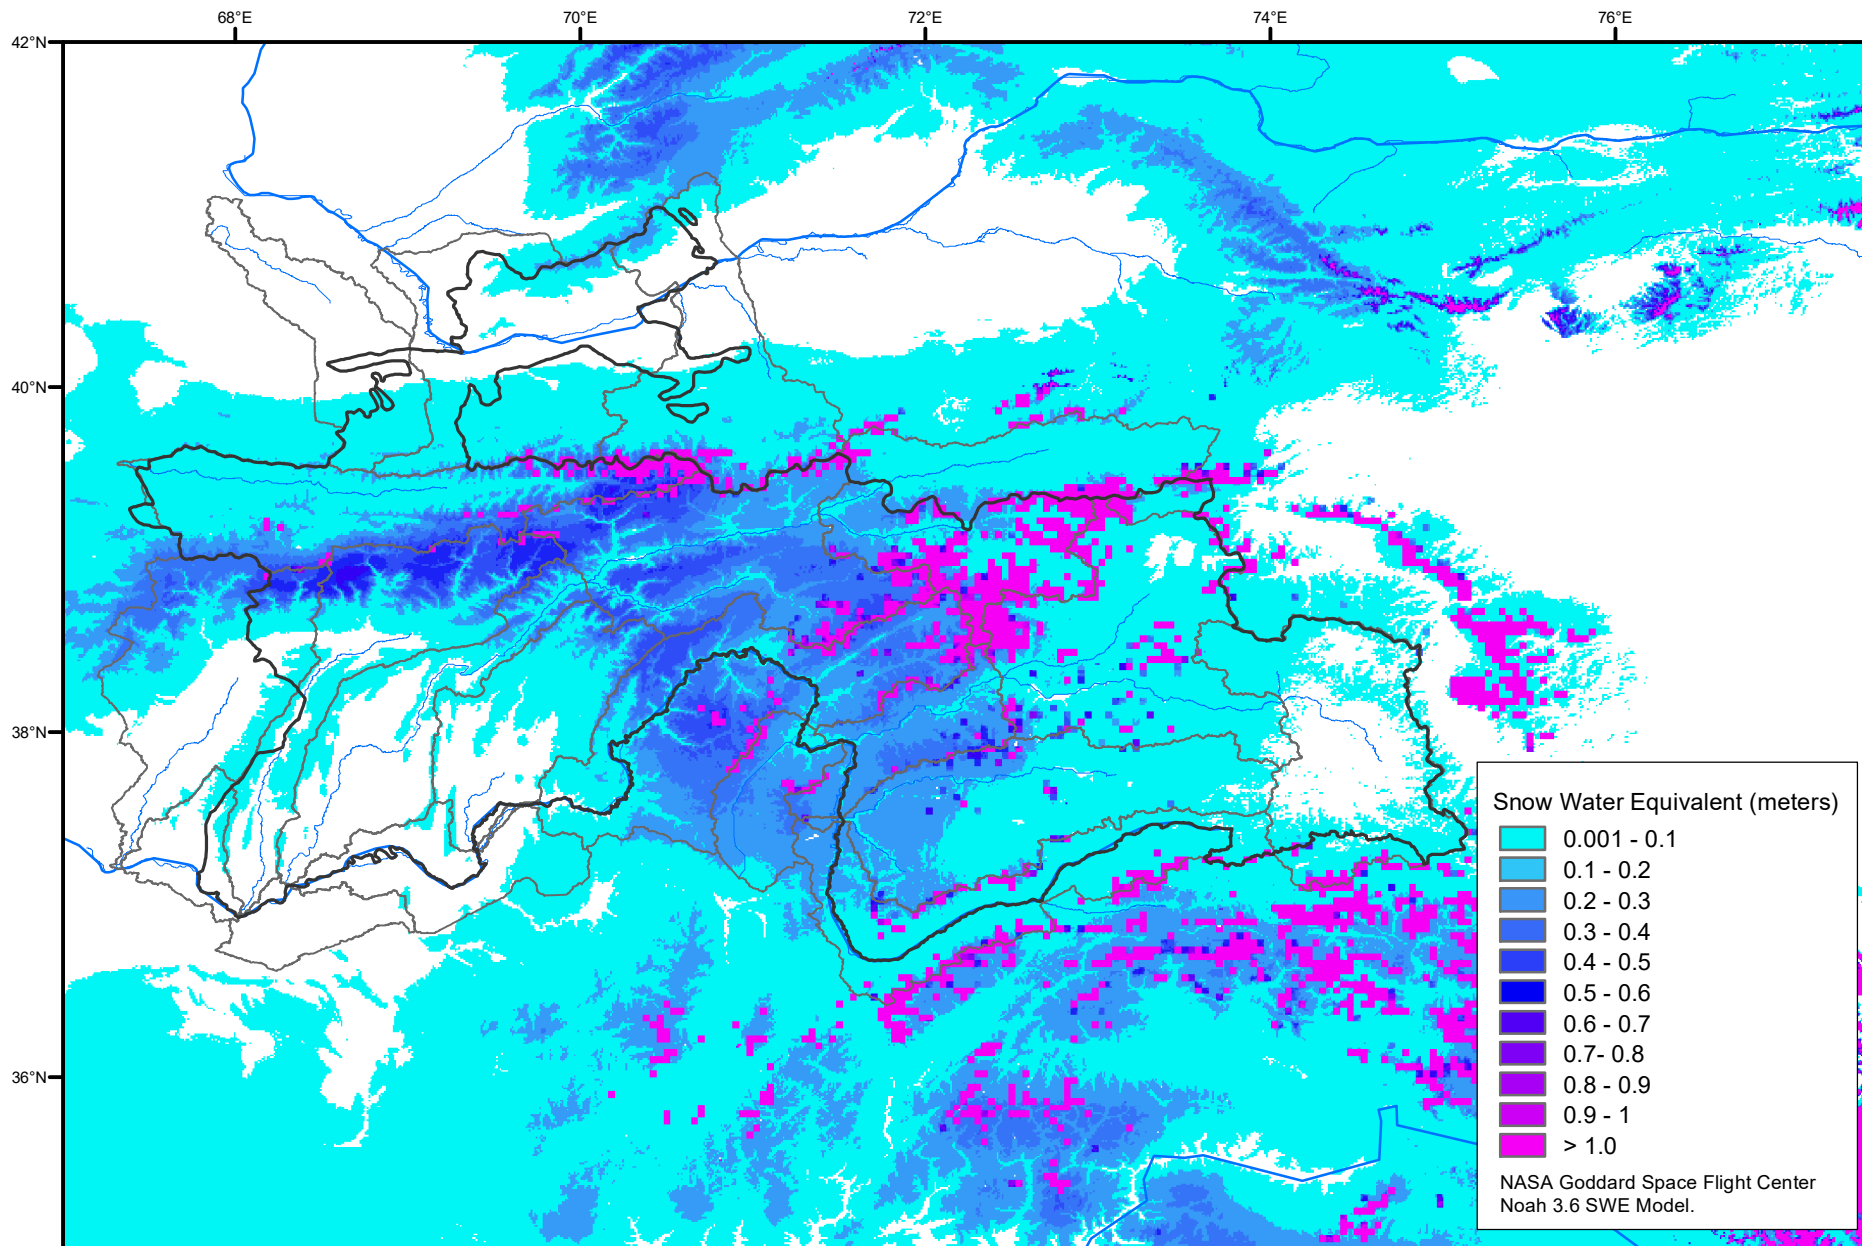 68°E 70°E 72°E 74°E 76°E
42°N
40°N
38°N
36°N
Snow Water Equivalent (meters)
0.001 - 0.1
0.1 - 0.2
0.2 - 0.3
0.3 - 0.4
0.4 - 0.5
0.5 - 0.6
0.6 - 0.7
0.7- 0.8
0.8 - 0.9
0.9 - 1
> 1.0
NASA Goddard Space Flight Center
Noah 3.6 SWE Model.